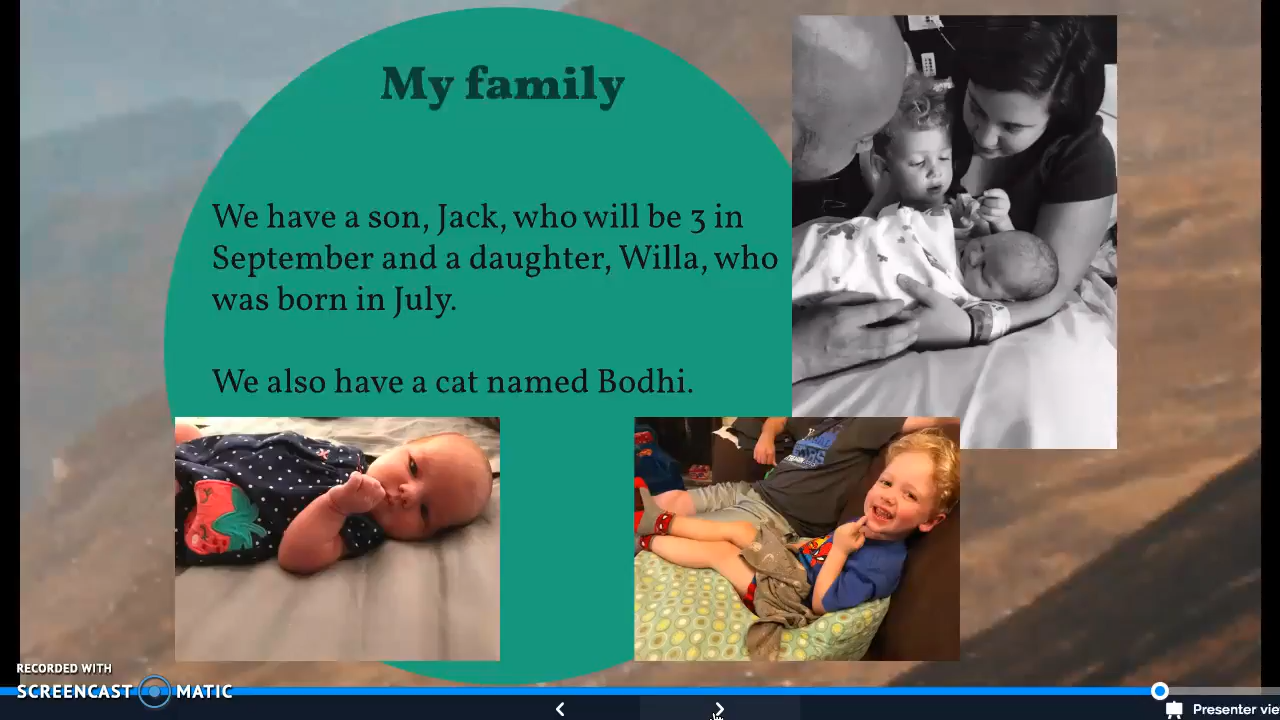 My family
We have a son, Jack, who will be 3 in
September and a daughter, Willa, who
was born in July.
We also have a cat named Bodhi.
RECORDED WITH
SCREENCAST MATIC
Presenter vie